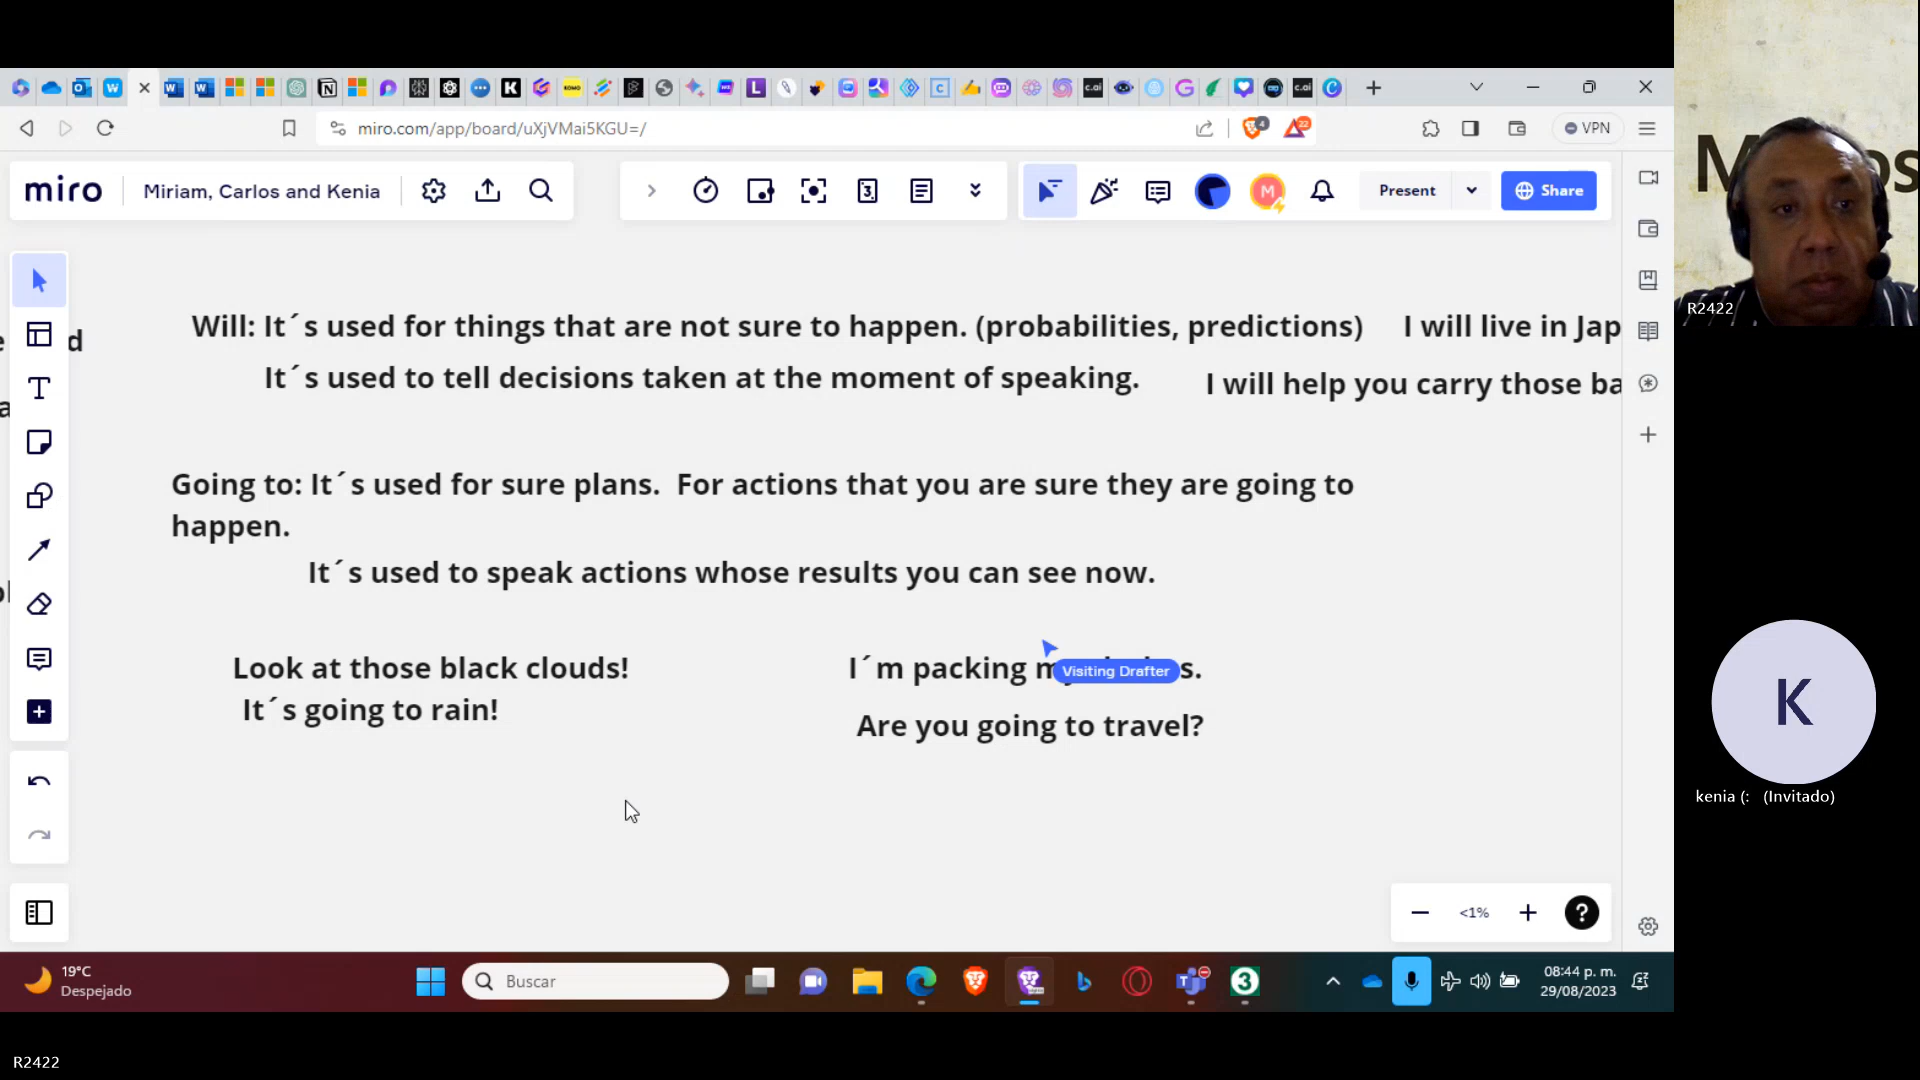 miro.com/app/board/uXjVMai5KGU=/
4
22
VPN
miro
Miriam, Carlos and Kenia
3
M
Present
Share
Will: It´s used for things that are not sure to happen. (probabilities, predictions)
I will live in Jap
It´s used to tell decisions taken at the moment of speaking.
I will help you carry those ba
Going to: It´s used for sure plans. For actions that you are sure they are going to
happen.
It´s used to speak actions whose results you can see now.
Look at those black clouds!
I´m packing
Visiting Drafter
It´s going to rain!
Are you going to travel?
<1%
R2422
K
kenia (: (Invitado)
19°C
Despejado
Buscar
08:44 p. m.
29/08/2023
R2422